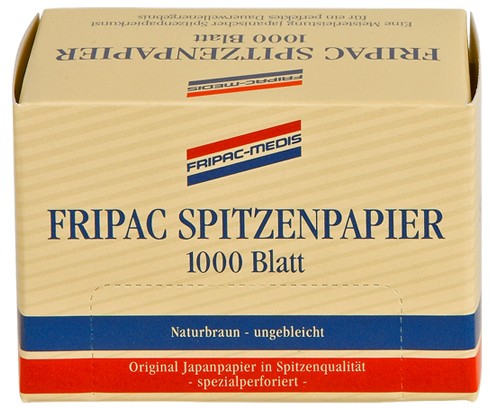 Eine Meisterleistung japanischer Spitzenpapierkunst
für ein perfektes Dauerwellergebnis
1000 Blatt
FRIPAC SPITZENPAPIER
FRIPAC-MEDIS
FRIPAC-MEDIS
FRIPAC SPITZENPAPIER
1000 Blatt
Naturbraun - ungebleicht
Original Japanpapier in Spitzenqualität
- spezialperforiert -